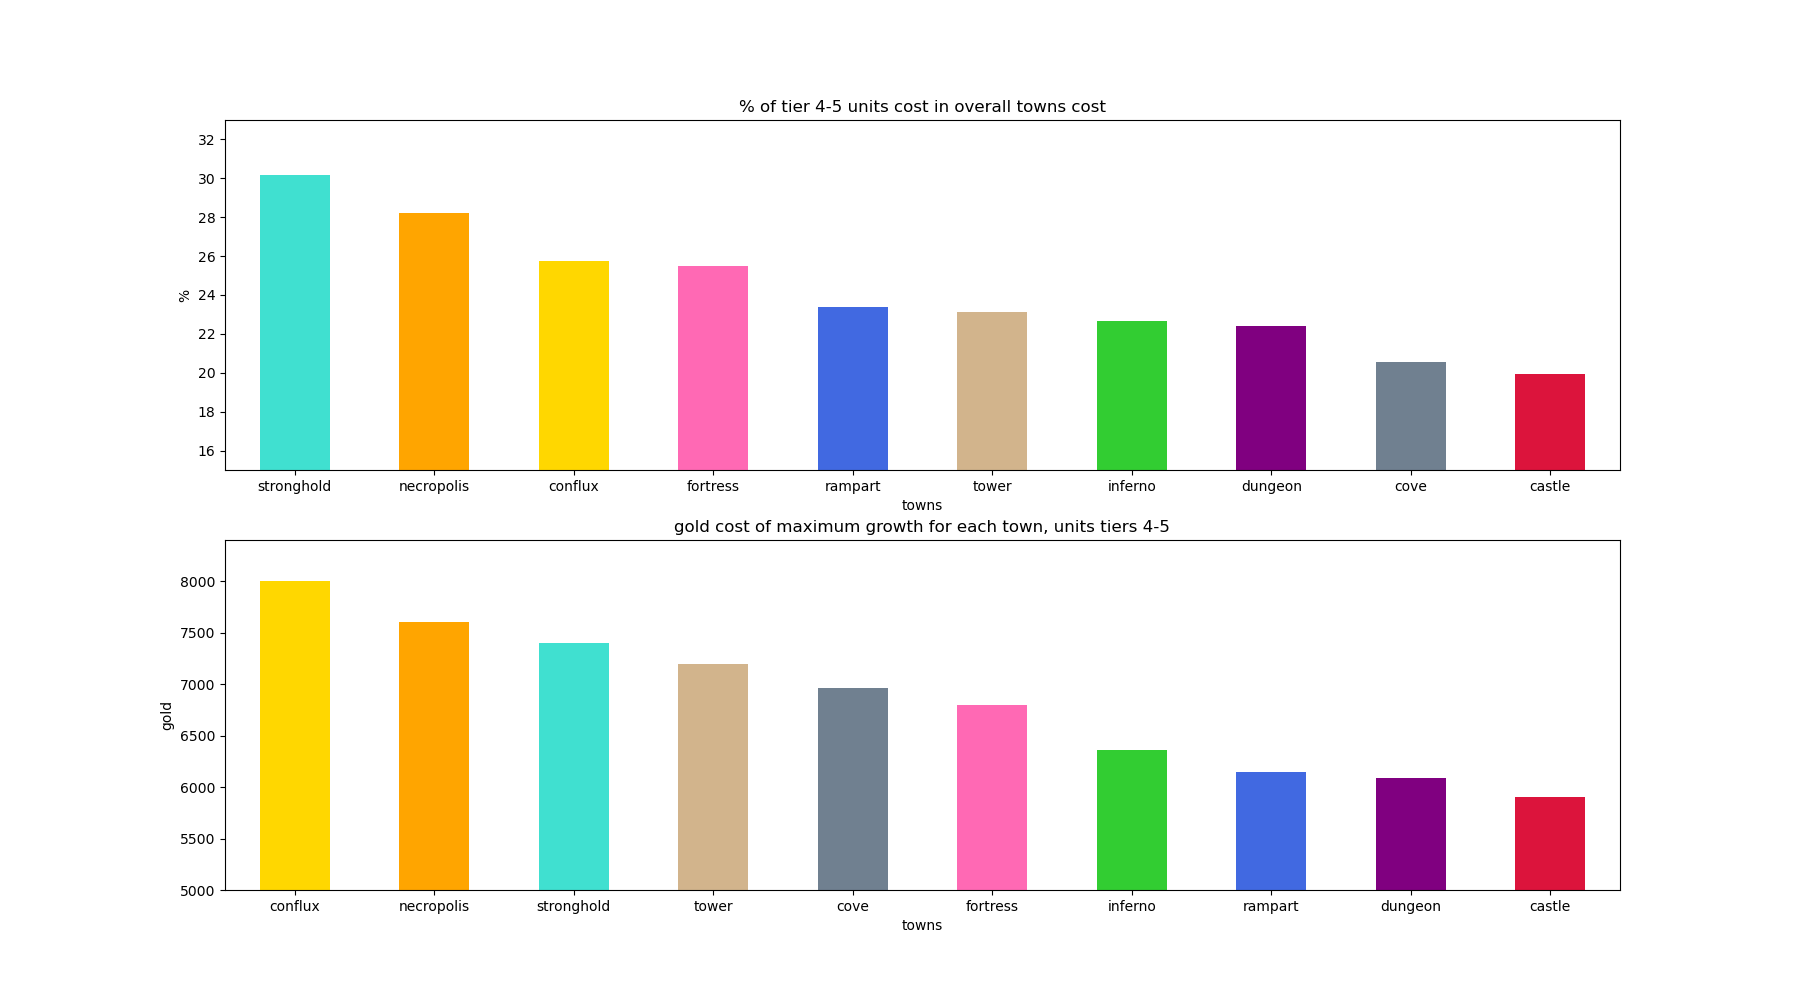 % of tier 4-5 units cost in overall towns cost
32
30
28
26
24
22
20
18
16
%
stronghold necropolis conflux fortress rampart tower inferno dungeon cove castle
towns
gold cost of maximum growth for each town, units tiers 4-5
8000
7500
7000
6500
6000
5500
5000
gold
conflux necropolis stronghold tower cove fortress inferno rampart dungeon castle
towns